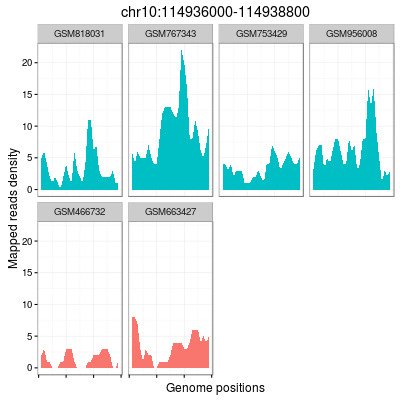 chr10:114936000-114938800
GSM818031 GSM767343 GSM753429 GSM956008
20
15
10
5
0
GSM466732 GSM663427
20
15
10
5
0
Mapped reads density
Genome positions